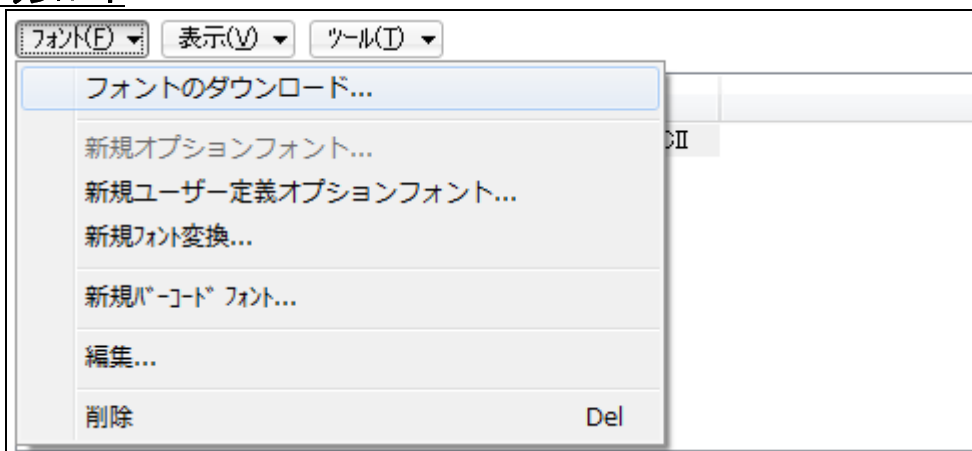 ﾌｫﾝﾄ(F) 表示(V) ツール(T)
フォントのダウンロード...
新規オプションフォント...
新規ユーザー定義オプションフォント...
新規ﾌｫﾝﾄ変換...
新規ﾊﾞｰｺｰﾄﾞ ﾌｫﾝﾄ...
編集...
削除 Del